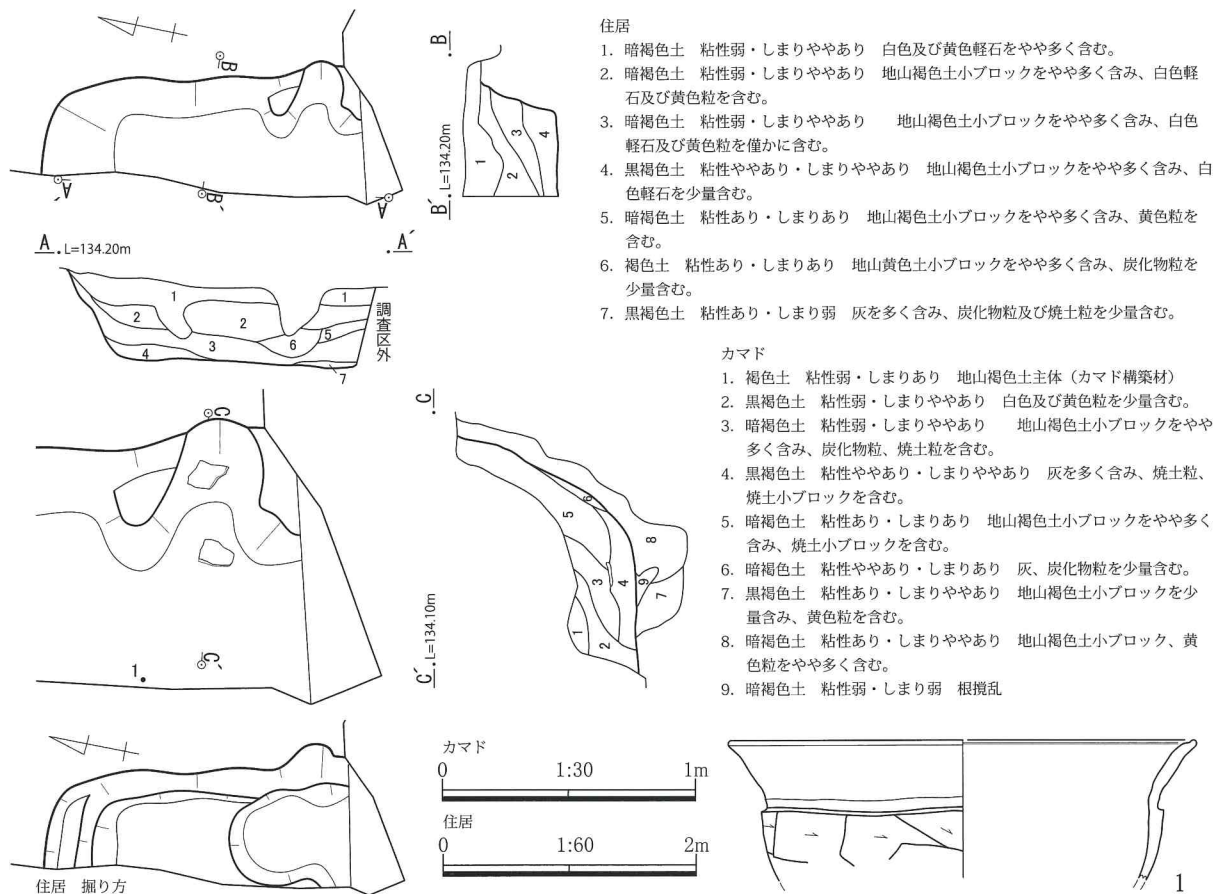 住居
1. 暗褐色土　粘性弱・しまりややあり　白色及び黄色軽石をやや多く含む。
2. 暗褐色土　粘性弱・しまりややあり　地山褐色土小ブロックをやや多く含み、白色軽
石及び黄色粒を含む。
3. 暗褐色土　粘性弱・しまりややあり　　地山褐色土小ブロックをやや多く含み、白色
軽石及び黄色粒を僅かに含む。
4. 黒褐色土　粘性ややあり・しまりややあり　地山褐色土小ブロックをやや多く含み、白
色軽石を少量含む。
5. 暗褐色土　粘性あり・しまりあり　地山褐色土小ブロックをやや多く含み、黄色粒を
含む。
6. 褐色土　粘性あり・しまりあり　地山黄色土小ブロックをやや多く含み、炭化物粒を
少量含む。
7. 黒褐色土　粘性あり・しまり弱　灰を多く含み、炭化物粒及び焼土粒を少量含む。
カマド
1. 褐色土　粘性弱・しまりあり　地山褐色土主体（カマド構築材）
2. 黒褐色土　粘性弱・しまりややあり　白色及び黄色粒を少量含む。
3. 暗褐色土　粘性弱・しまりややあり　　地山褐色土小ブロックをやや
多く含み、炭化物粒、焼土粒を含む。
4. 黒褐色土　粘性ややあり・しまりややあり　灰を多く含み、焼土粒、
焼土小ブロックを含む。
5. 暗褐色土　粘性あり・しまりあり　地山褐色土小ブロックをやや多く
含み、焼土小ブロックを含む。
6. 暗褐色土　粘性ややあり・しまりあり　灰、炭化物粒を少量含む。
7. 黒褐色土　粘性あり・しまりややあり　地山褐色土小ブロックを少
量含み、黄色粒を含む。
8. 暗褐色土　粘性あり・しまりややあり　地山褐色土小ブロック、黄
色粒をやや多く含む。
9. 暗褐色土　粘性弱・しまり弱　根撹乱
B
A´
B´
A
B
B´ L=134.20m
1
2
3
4
A L=134.20m
A´
1
1
2
2
3
4
5
6
7
調査区外
C
C´
1
C
C´ L=134.10m
1
2
3
4
5
6
7
8
9
住居　掘り方
カマド
0 1:30 1m
住居
0 1:60 2m
1